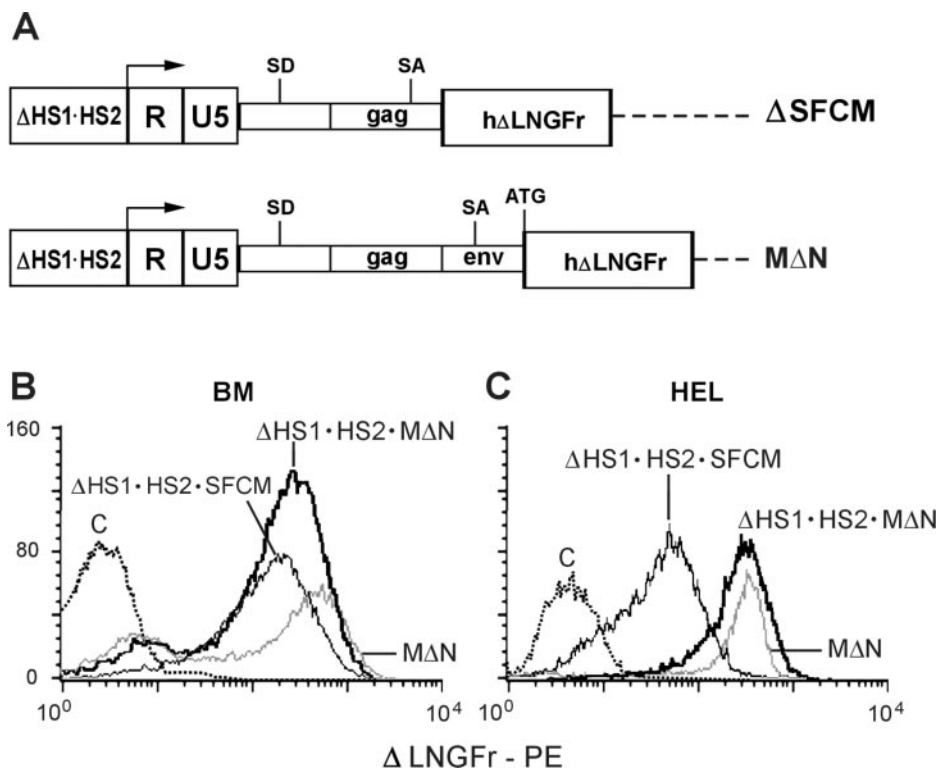 A
SD SA
ΔHS1·HS2 R U5 gag hΔLNGFr ΔSFCM
SD SA ATG
ΔHS1·HS2 R U5 gag env hΔLNGFr MΔN
B BM
160
80
0
C
ΔHS1·HS2·SFCM
ΔHS1·HS2·MΔN
MΔN
10⁰ 10⁴
C HEL
C
ΔHS1·HS2·SFCM
ΔHS1·HS2·MΔN
MΔN
10⁰ 10⁴
Δ LNGFr - PE